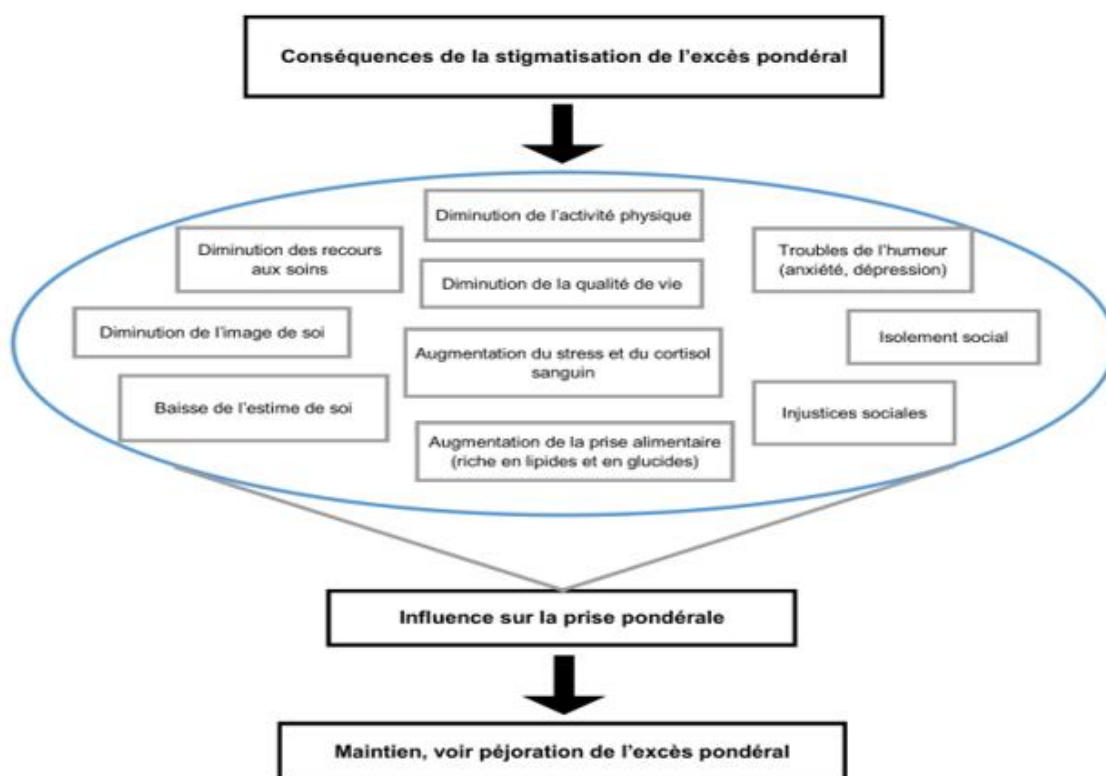 Conséquences de la stigmatisation de l'excès pondéral
Diminution de l'activité physique
Diminution des recours
aux soins
Troubles de l'humeur
(anxiété, dépression)
Diminution de la qualité de vie
Diminution de l'image de soi
Isolement social
Augmentation du stress et du cortisol
sanguin
Baisse de l'estime de soi
Injustices sociales
Augmentation de la prise alimentaire
(riche en lipides et en glucides)
Influence sur la prise pondérale
Maintien, voir péjoration de l'excès pondéral